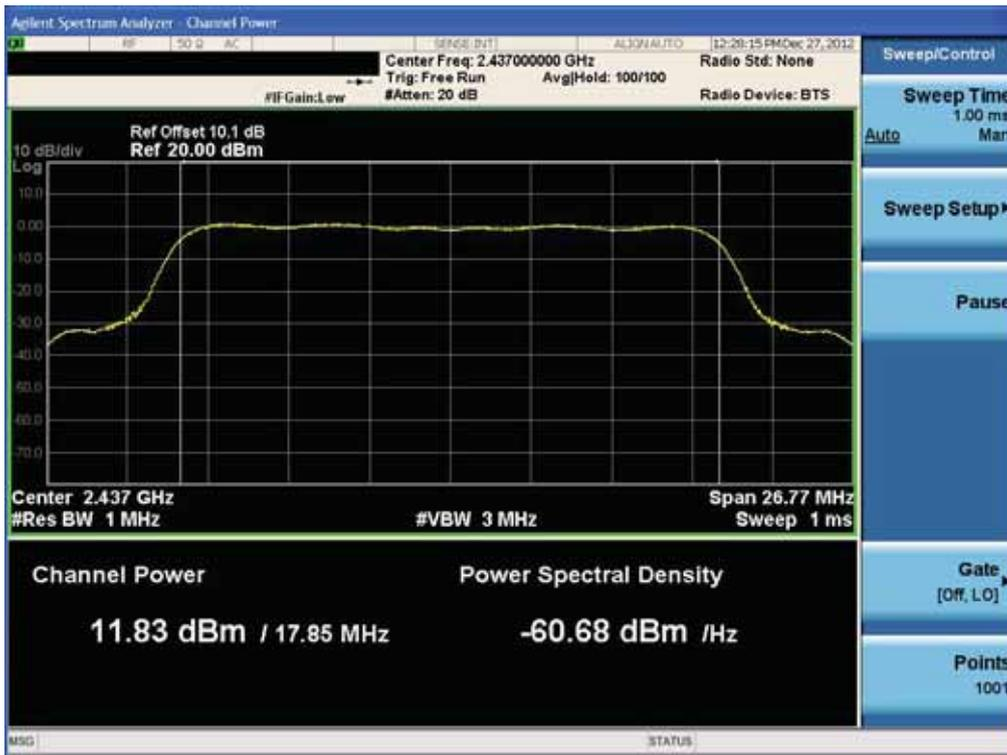 Agilent Spectrum Analyzer - Channel Power
RF 50 Ω AC SENSE:INT ALIGN AUTO 12:28:15 PM Dec 27, 2012
Center Freq: 2.437000000 GHz Radio Std: None
Trig: Free Run Avg|Hold: 100/100
#IFGain:Low #Atten: 20 dB Radio Device: BTS
Ref Offset 10.1 dB
10 dB/div Ref 20.00 dBm
Log
10.0
0.00
-10.0
-20.0
-30.0
-40.0
-50.0
-60.0
-70.0
Center 2.437 GHz Span 26.77 MHz
#Res BW 1 MHz #VBW 3 MHz Sweep 1 ms
Channel Power Power Spectral Density
11.83 dBm / 17.85 MHz -60.68 dBm /Hz
MSG STATUS
Sweep/Control
Sweep Time
1.00 ms
Auto Man
Sweep Setup
Pause
Gate
[Off, LO]
Points
1001